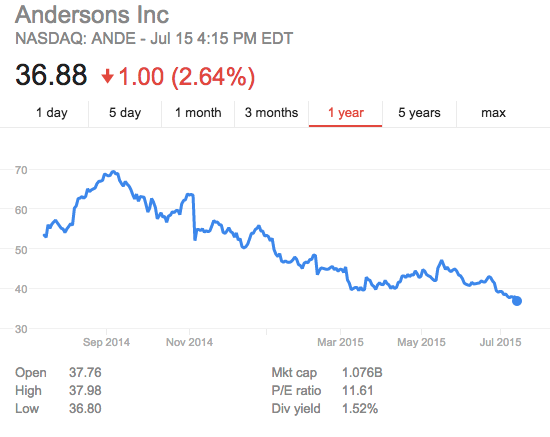 Andersons Inc
NASDAQ: ANDE - Jul 15 4:15 PM EDT
36.88 ↓1.00 (2.64%)
1 day 5 day 1 month 3 months 1 year 5 years max
70
60
50
40
30
Sep 2014 Nov 2014 Mar 2015 May 2015 Jul 2015
Open 37.76 Mkt cap 1.076B
High 37.98 P/E ratio 11.61
Low 36.80 Div yield 1.52%